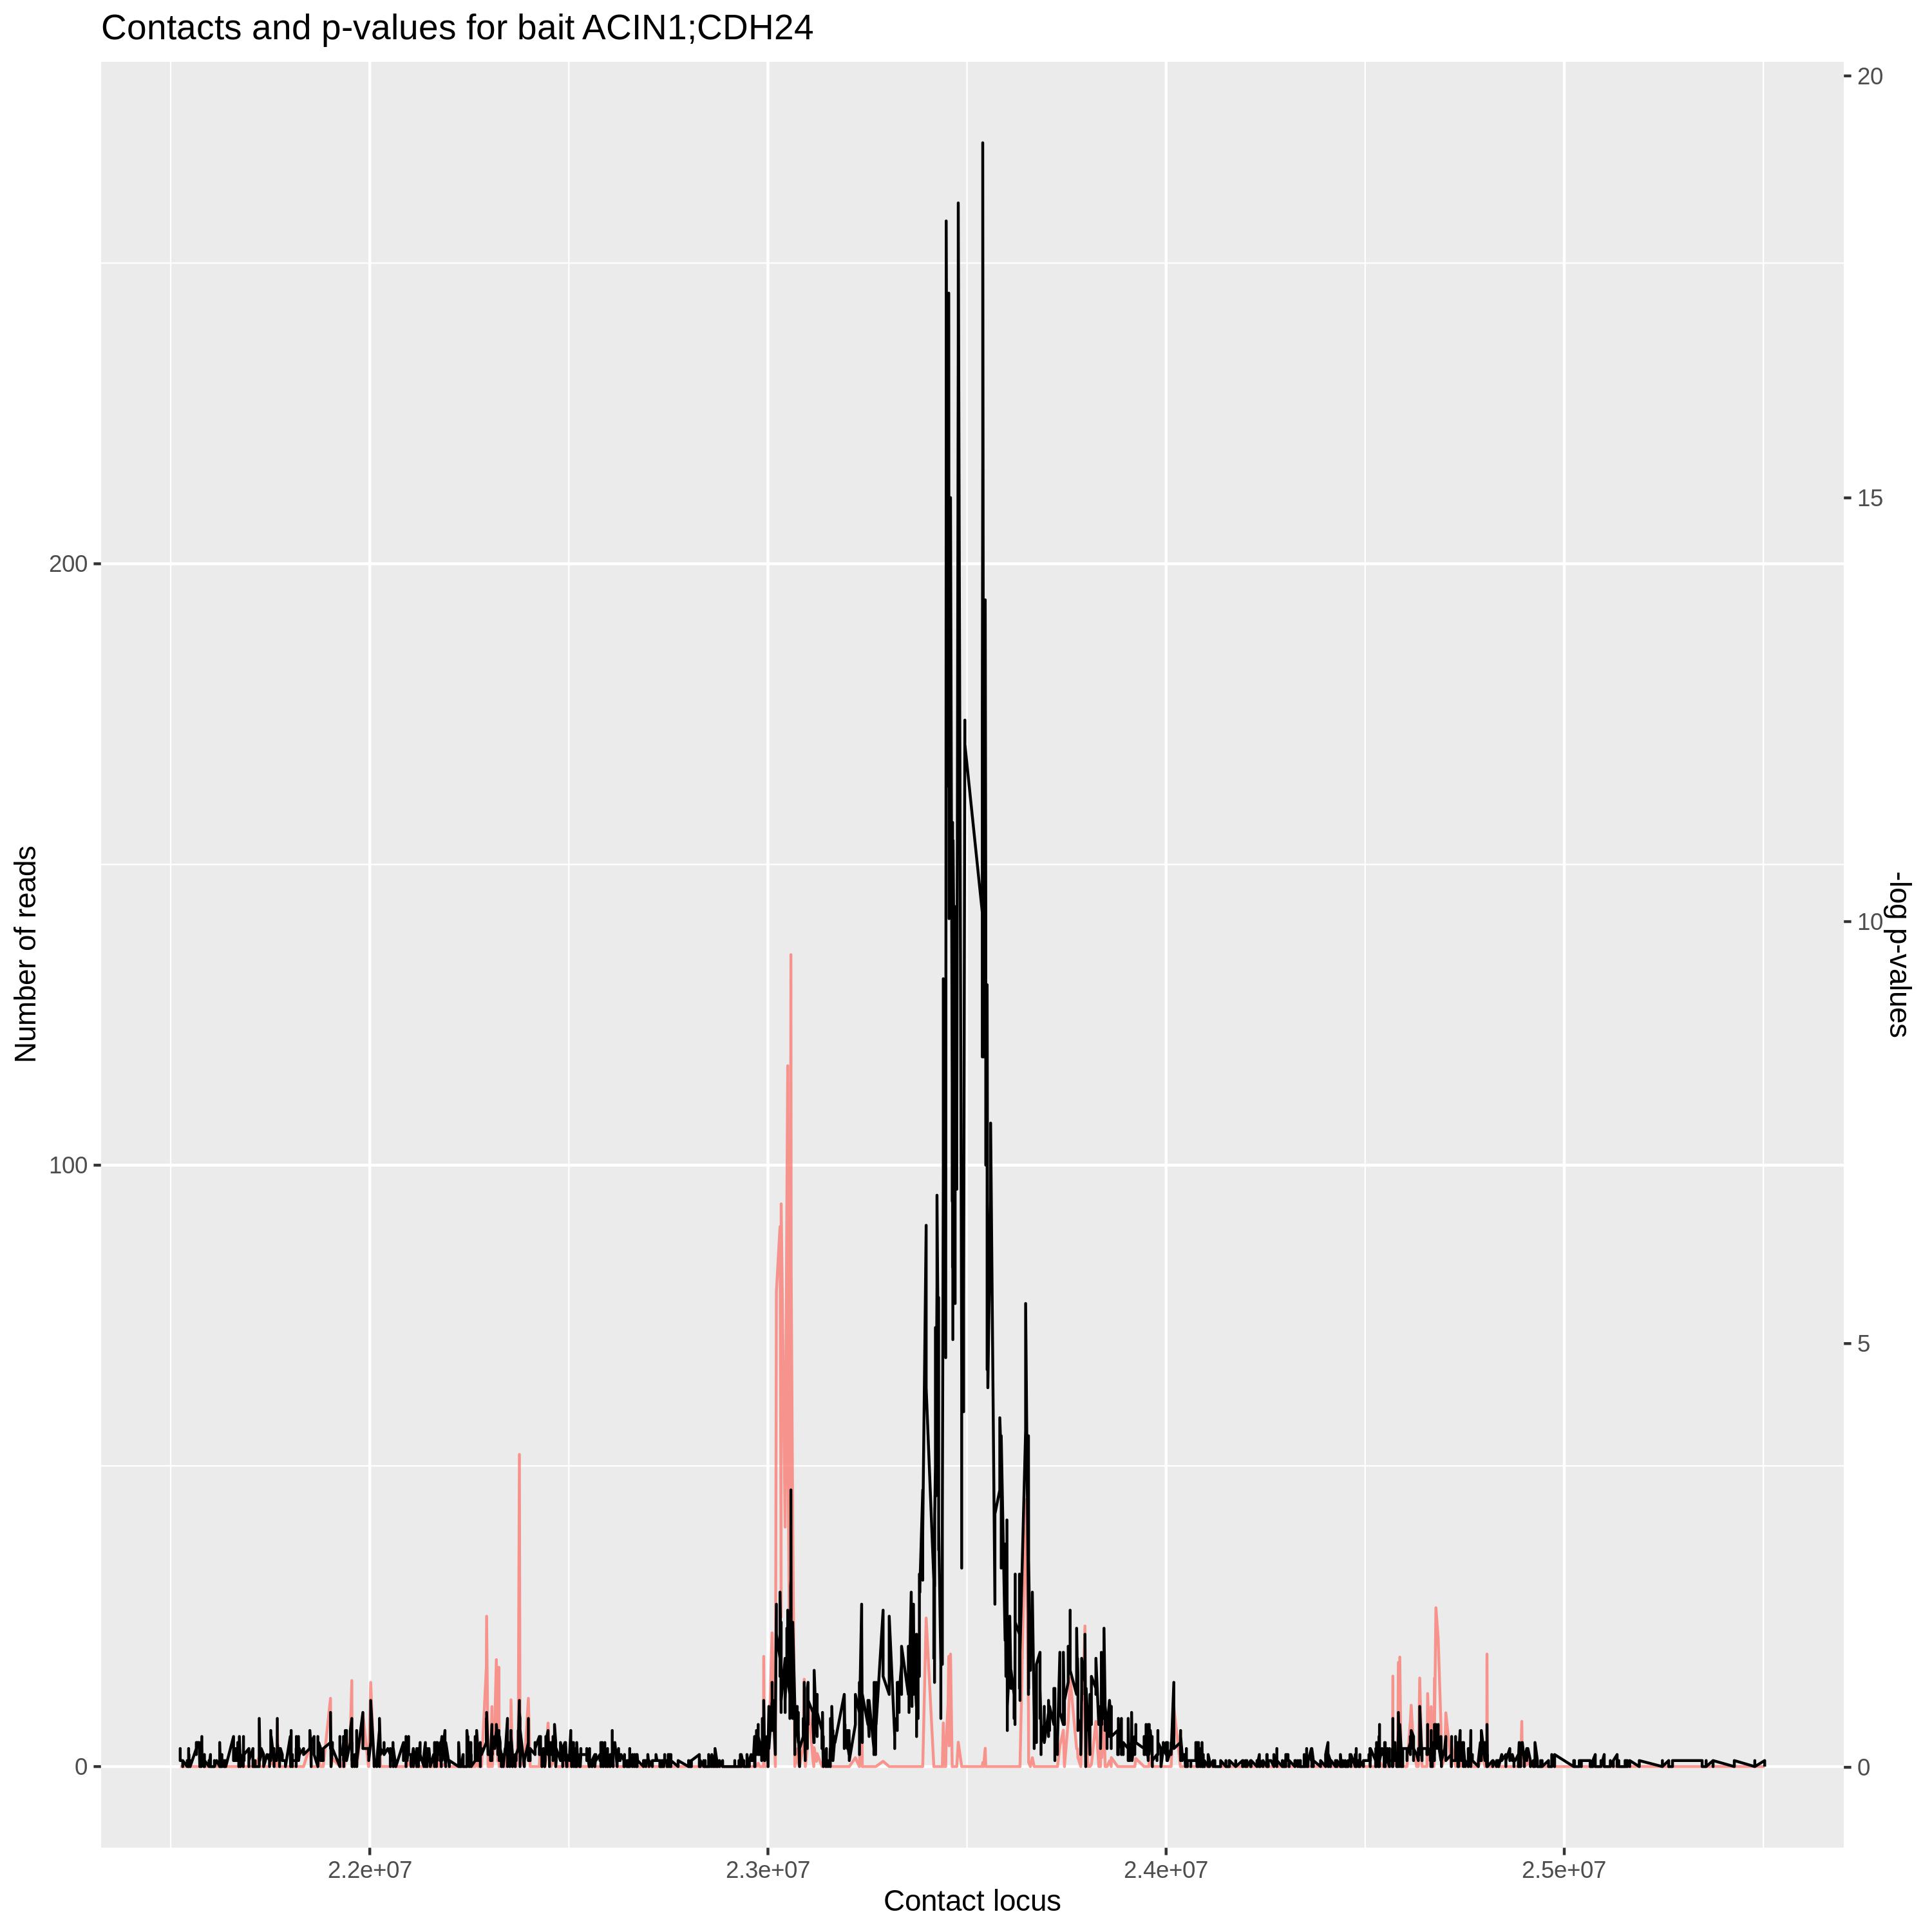 Contacts and p-values for bait ACIN1;CDH24
Number of reads
200
100
0
20
15
10
5
0
-log p-values
2.2e+07
2.3e+07
2.4e+07
2.5e+07
Contact locus